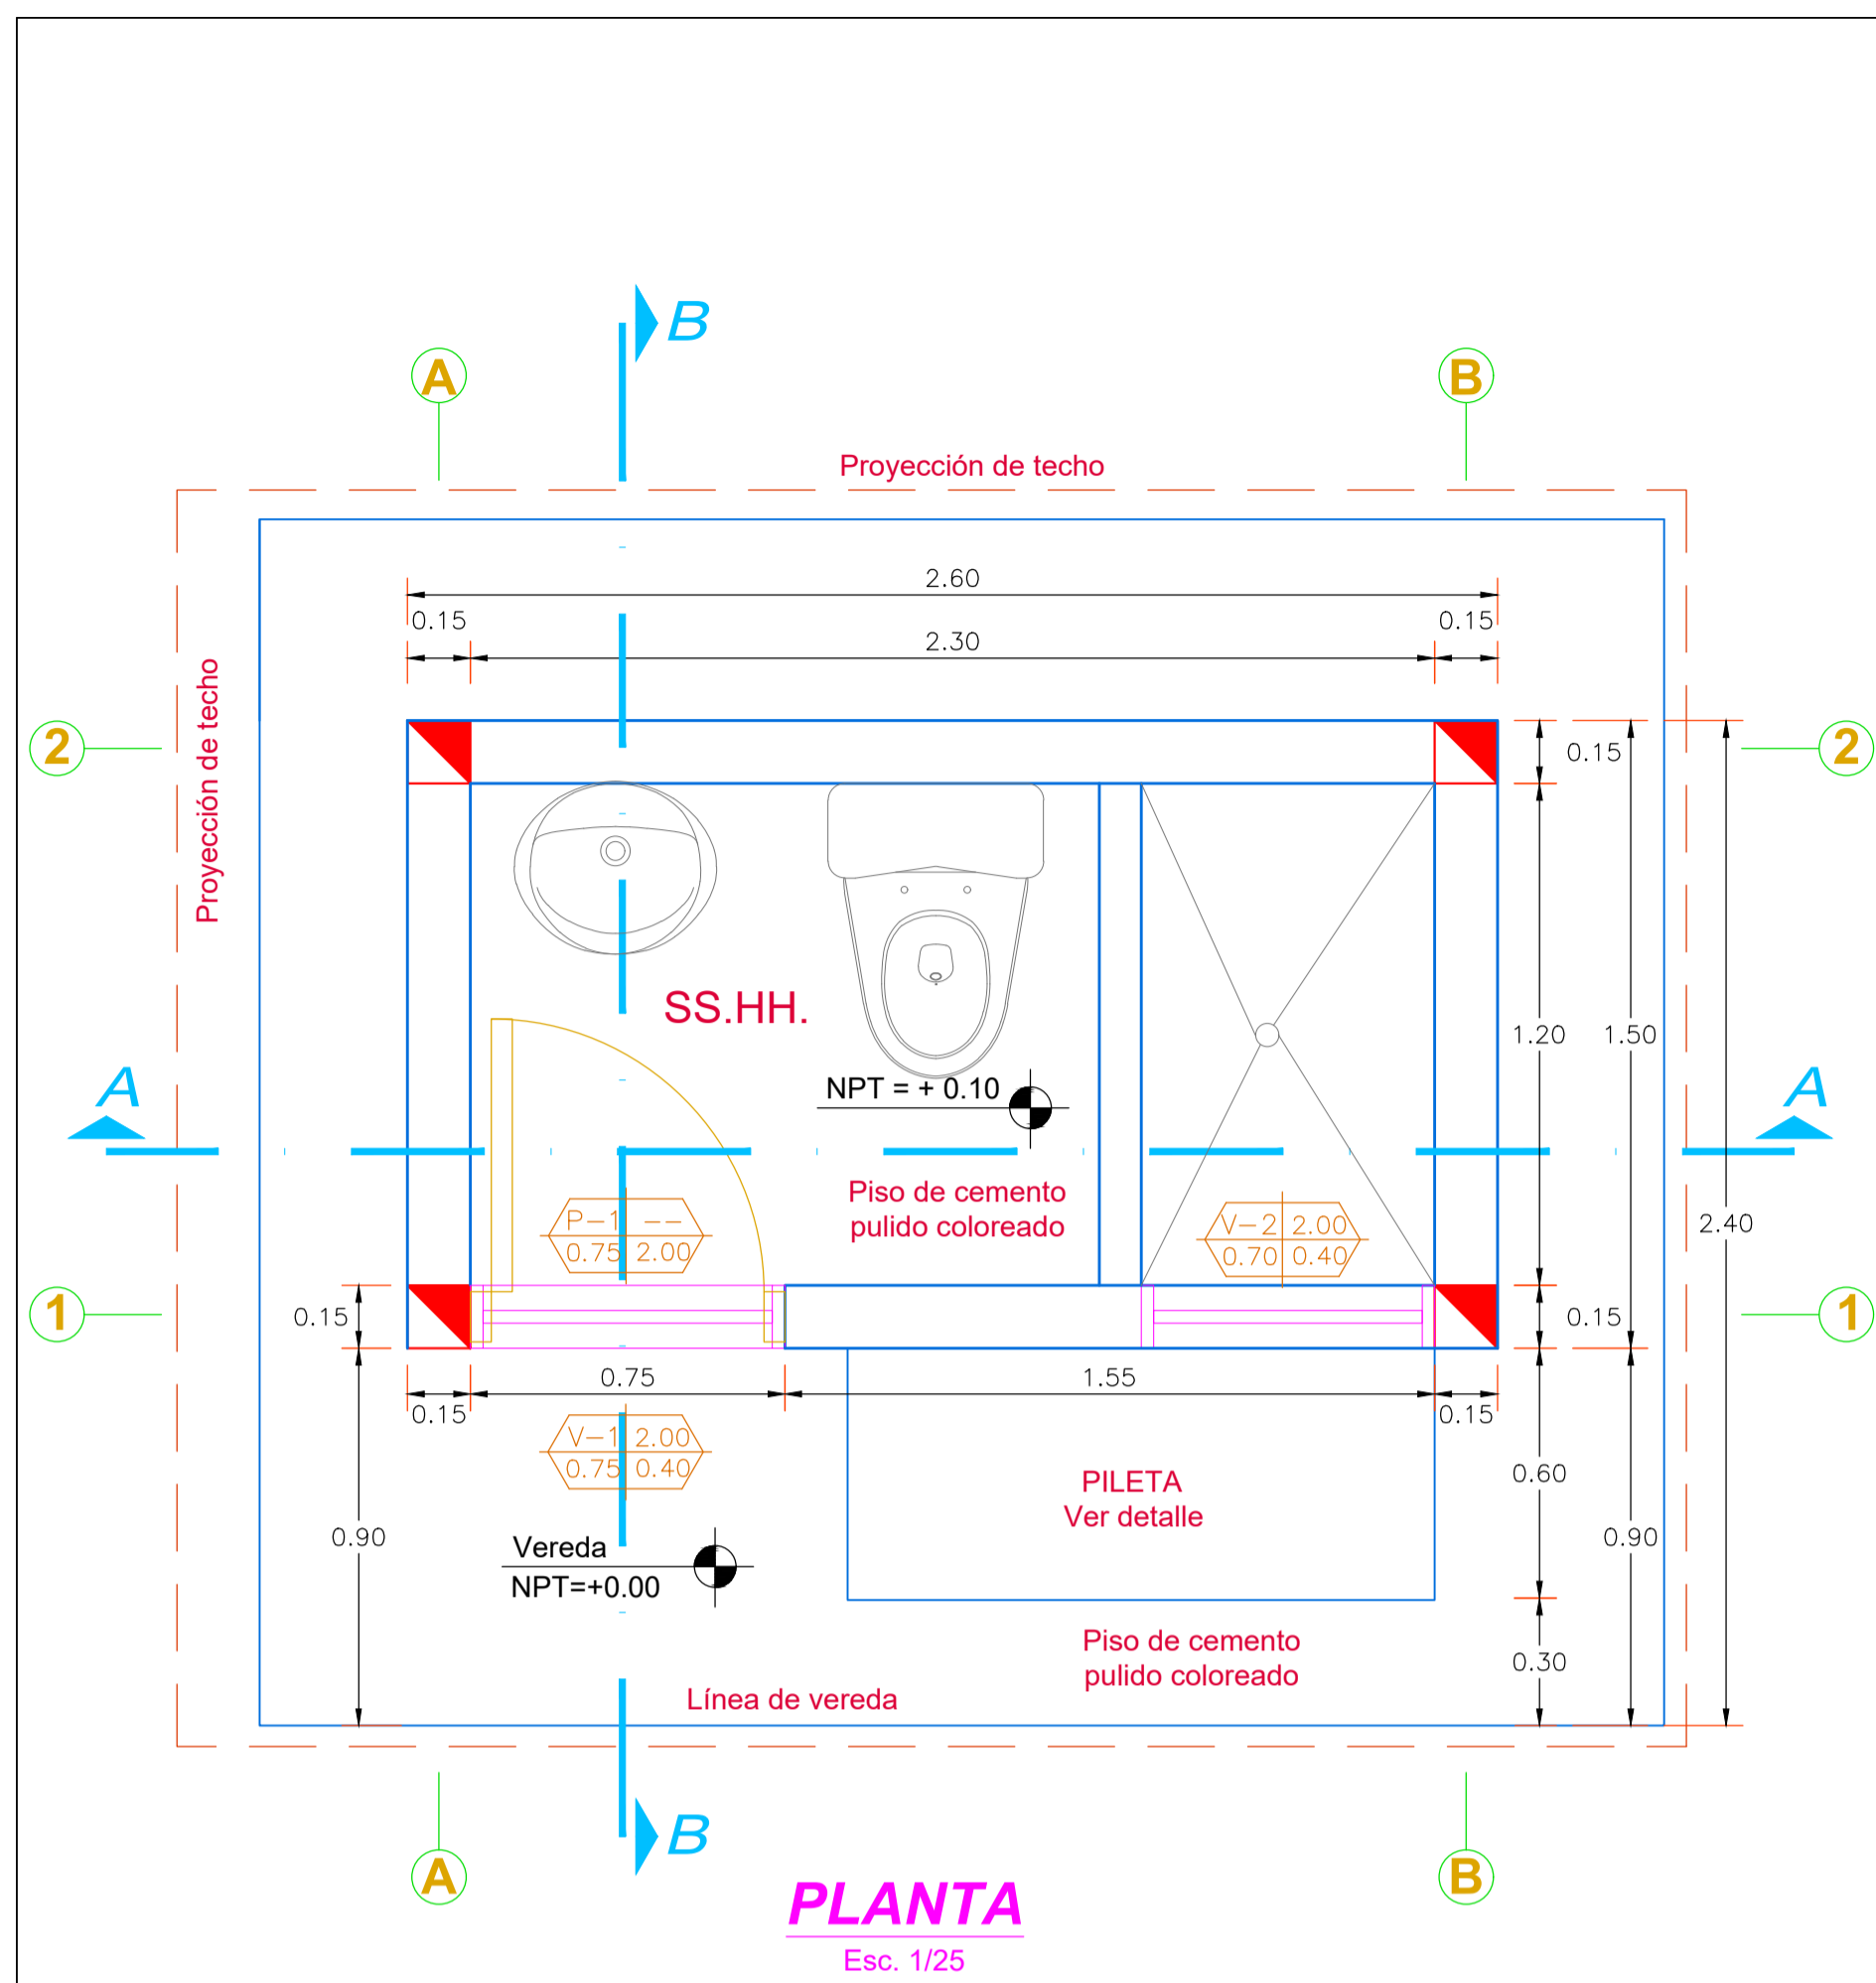 B
A
B
Proyección de techo
2.60
0.15
0.15
2.30
Proyección de techo
2
2
0.15
SS.HH.
1.20
1.50
NPT = + 0.10
A
A
Piso de cemento
pulido coloreado
P-1 --
0.75 2.00
V-2 2.00
0.70 0.40
2.40
1
0.15
0.15
1
0.75
1.55
0.15
0.15
V-1 2.00
0.75 0.40
0.60
PILETA
Ver detalle
0.90
Vereda
NPT=+0.00
0.90
Piso de cemento
pulido coloreado
0.30
Línea de vereda
B
A
B
PLANTA
Esc. 1/25